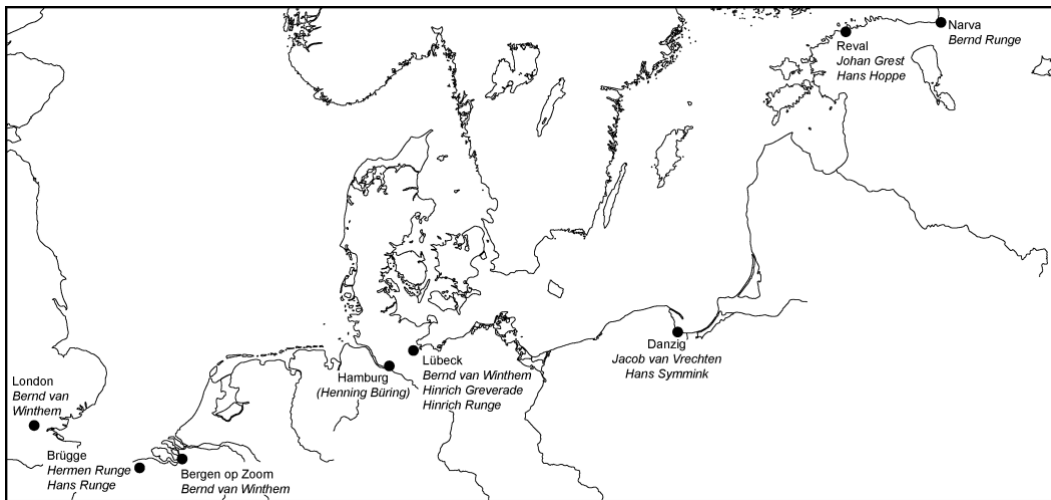 Narva
Bernd Runge
Reval
Johan Grest
Hans Hoppe
Danzig
Jacob van Vrechten
Hans Symmink
Lübeck
Bernd van Winthem
Hinrich Greverade
Hinrich Runge
Hamburg
(Henning Büring)
London
Bernd van
Winthem
Brügge
Hermen Runge
Hans Runge
Bergen op Zoom
Bernd van Winthem